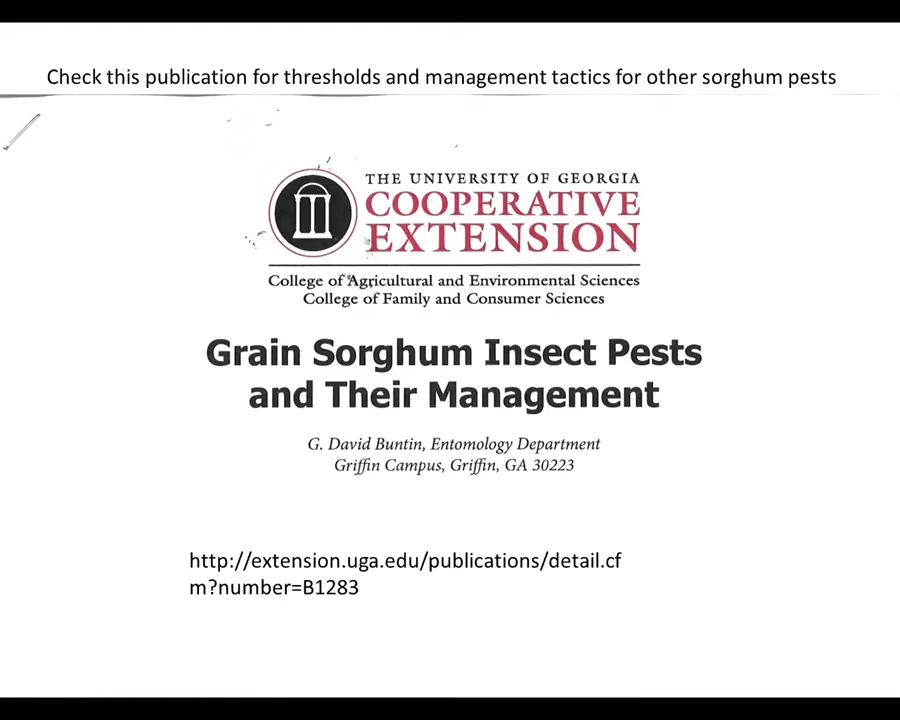 Check this publication for thresholds and management tactics for other sorghum pests
THE UNIVERSITY OF GEORGIA
COOPERATIVE
EXTENSION
College of Agricultural and Environmental Sciences
College of Family and Consumer Sciences
Grain Sorghum Insect Pests
and Their Management
G. David Buntin, Entomology Department
Griffin Campus, Griffin, GA 30223
http://extension.uga.edu/publications/detail.cf
m?number=B1283